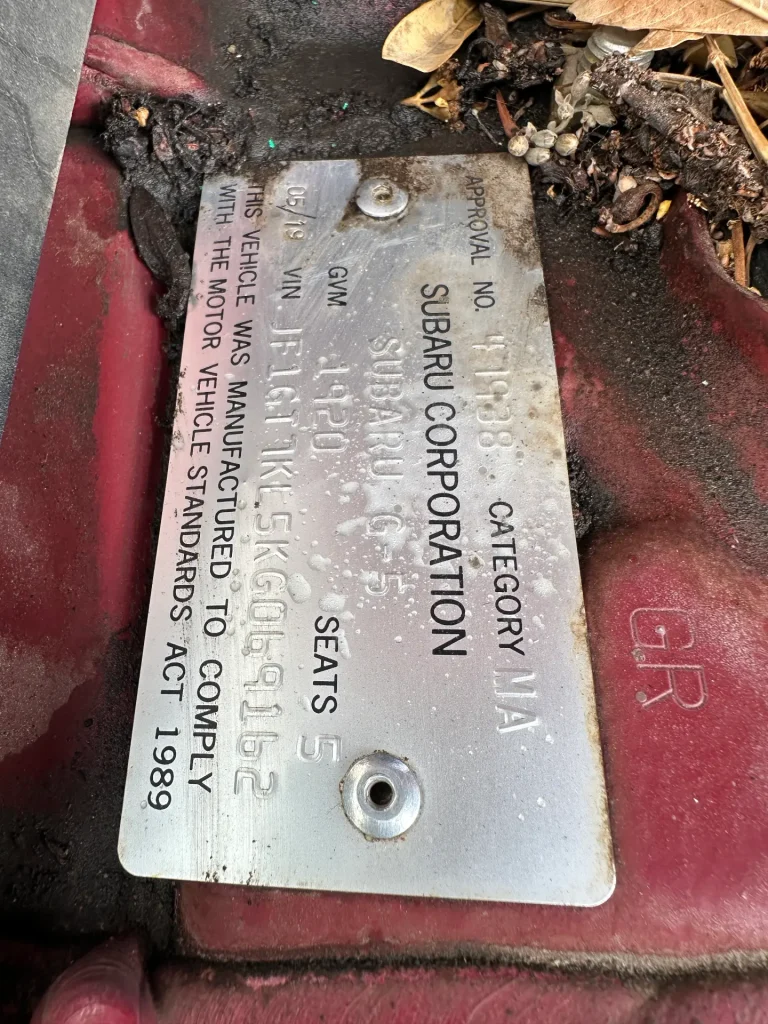 APPROVAL NO. 41938 CATEGORY MA
SUBARU CORPORATION
SUBARU G-5
GVM 1920 SEATS 5
05/19 VIN JF1GT7KL5KG069162
THIS VEHICLE WAS MANUFACTURED TO COMPLY
WITH THE MOTOR VEHICLE STANDARDS ACT 1989
GR